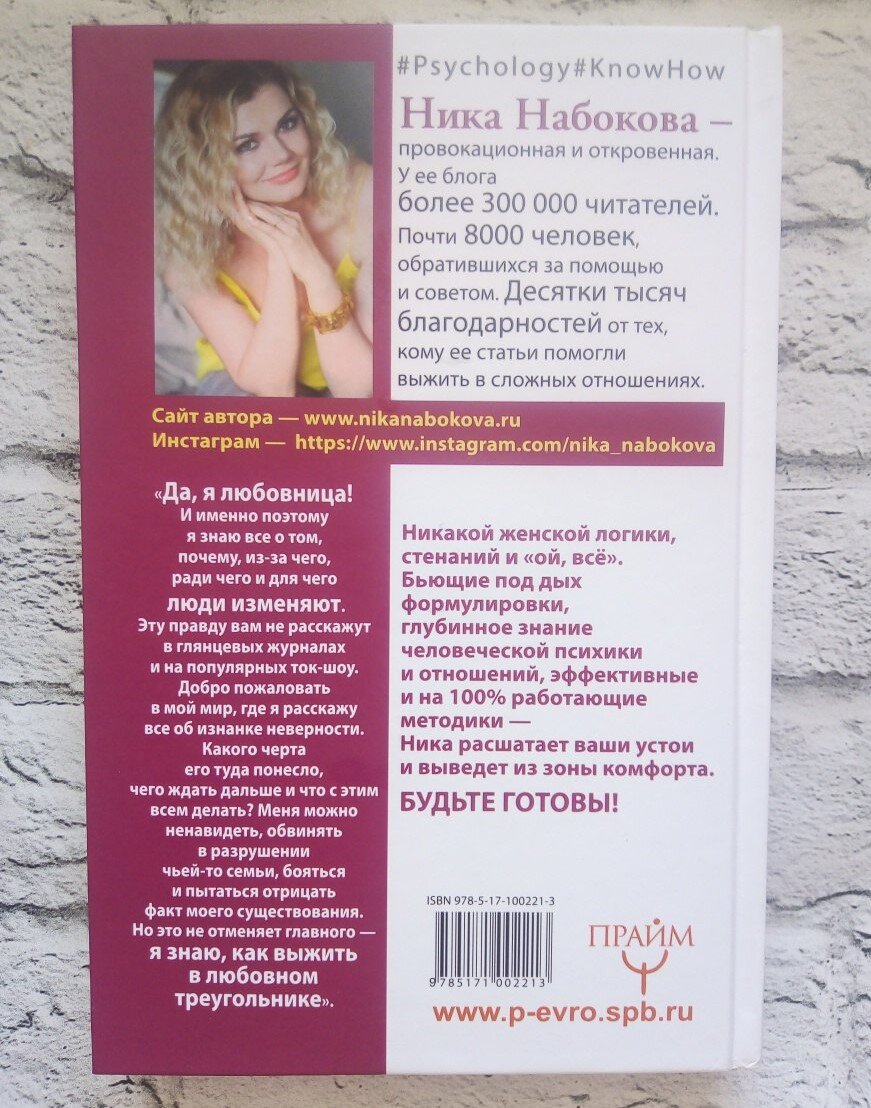 #Psychology#KnowHow
Ника Набокова –
провокационная и откровенная.
У ее блога
более 300 000 читателей.
Почти 8000 человек,
обратившихся за помощью
и советом. Десятки тысяч
благодарностей от тех,
кому ее статьи помогли
выжить в сложных отношениях.
Сайт автора — www.nikanabokova.ru
Инстаграм — https://www.instagram.com/nika_nabokova
«Да, я любовница!
И именно поэтому
я знаю все о том,
почему, из-за чего,
ради чего и для чего
люди изменяют.
Эту правду вам не расскажут
в глянцевых журналах
и на популярных ток-шоу.
Добро пожаловать
в мой мир, где я расскажу
все об изнанке неверности.
Какого черта
его туда понесло,
чего ждать дальше и что с этим
всем делать? Меня можно
ненавидеть, обвинять
в разрушении
чьей-то семьи, бояться
и пытаться отрицать
факт моего существования.
Но это не отменяет главного —
я знаю, как выжить
в любовном
треугольнике».
Никакой женской логики,
стенаний и «ой, всё».
Бьющие под дых
формулировки,
глубинное знание
человеческой психики
и отношений, эффективные
и на 100% работающие
методики —
Ника расшатает ваши устои
и выведет из зоны комфорта.
БУДЬТЕ ГОТОВЫ!
ISBN 978-5-17-100221-3
9 785171 002213
ПРАЙМ
www.p-evro.spb.ru